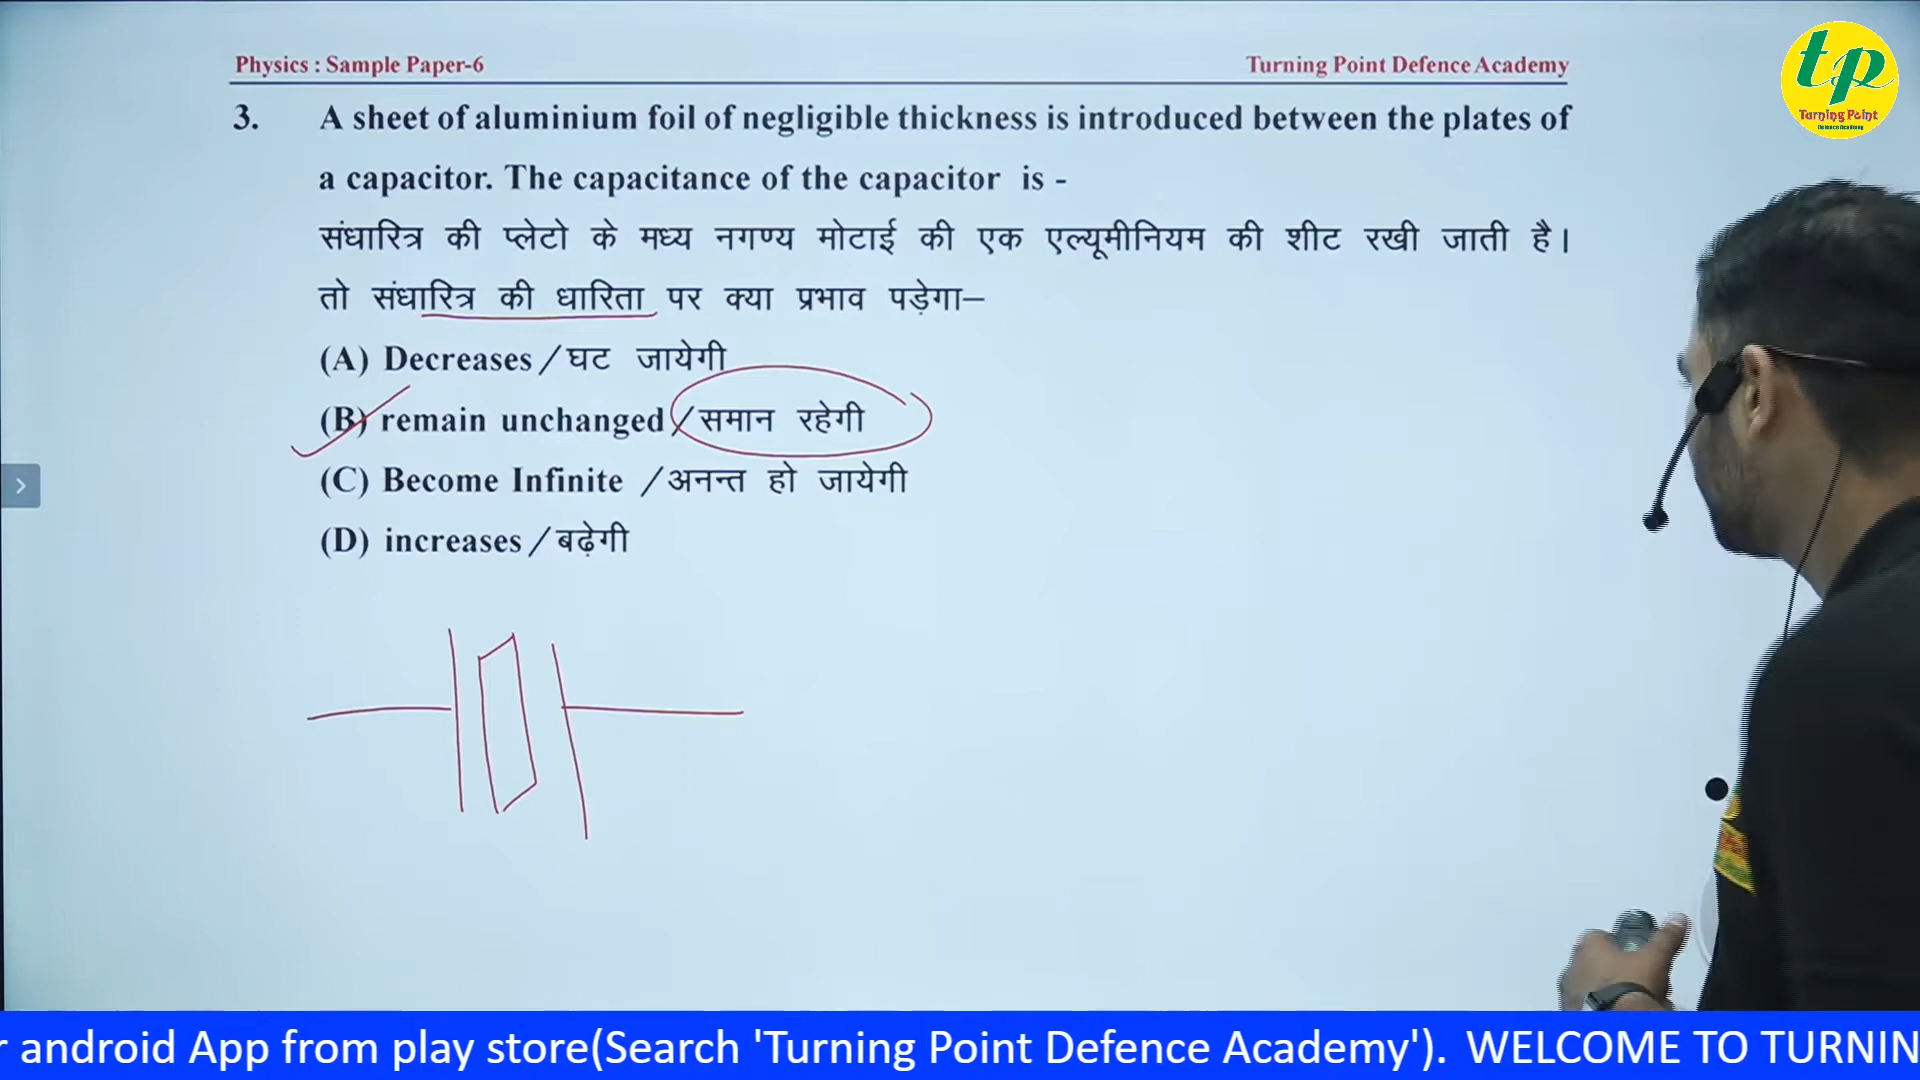 Physics : Sample Paper-6
Turning Point Defence Academy
tp
Turning Point
Defence Academy
3. A sheet of aluminium foil of negligible thickness is introduced between the plates of
a capacitor. The capacitance of the capacitor is -
संधारित्र की प्लेटो के मध्य नगण्य मोटाई की एक एल्यूमीनियम की शीट रखी जाती है।
तो संधारित्र की धारिता पर क्या प्रभाव पड़ेगा–
(A) Decreases / घट जायेगी
(B) remain unchanged / समान रहेगी
(C) Become Infinite / अनन्त हो जायेगी
(D) increases / बढ़ेगी
r android App from play store(Search 'Turning Point Defence Academy'). WELCOME TO TURNIN